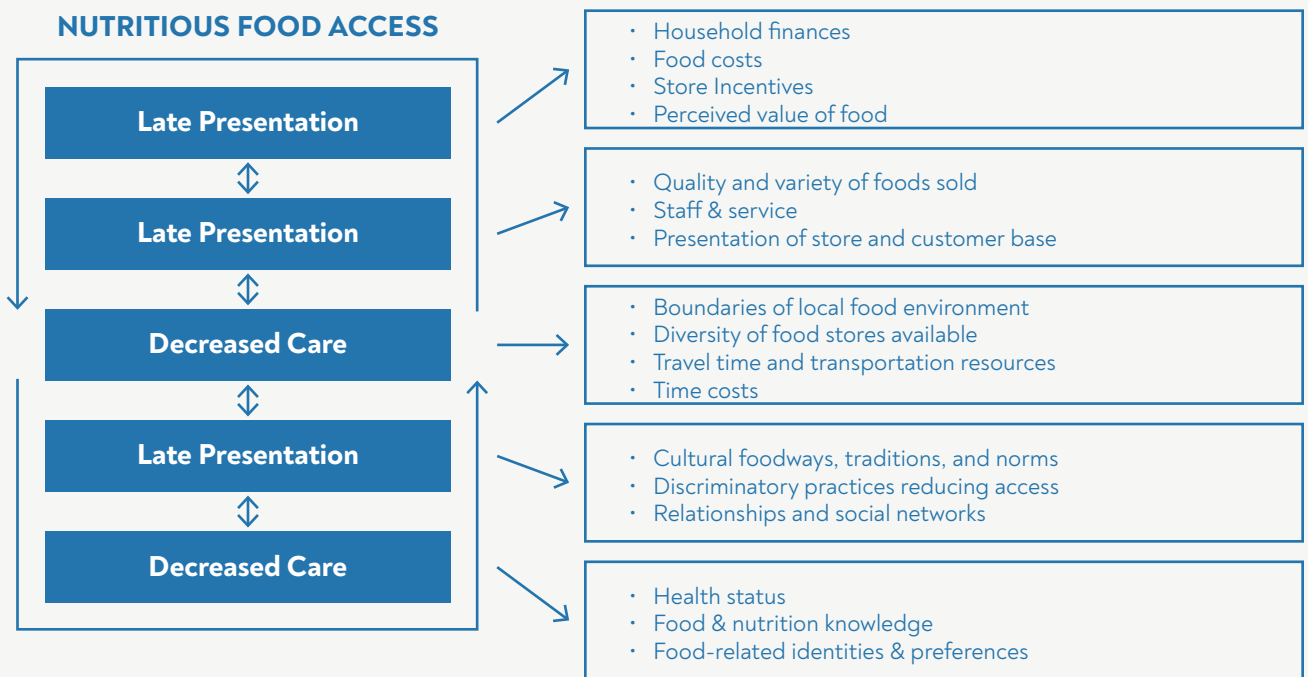 NUTRITIOUS FOOD ACCESS
Late Presentation
• Household finances
• Food costs
• Store Incentives
• Perceived value of food
Late Presentation
• Quality and variety of foods sold
• Staff & service
• Presentation of store and customer base
Decreased Care
• Boundaries of local food environment
• Diversity of food stores available
• Travel time and transportation resources
• Time costs
Late Presentation
• Cultural foodways, traditions, and norms
• Discriminatory practices reducing access
• Relationships and social networks
Decreased Care
• Health status
• Food & nutrition knowledge
• Food-related identities & preferences